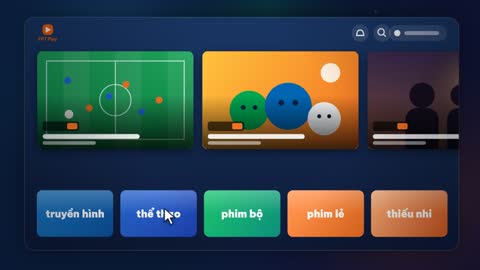 FPT Play
truyền hình
thể thao
phim bộ
phim lẻ
thiếu nhi